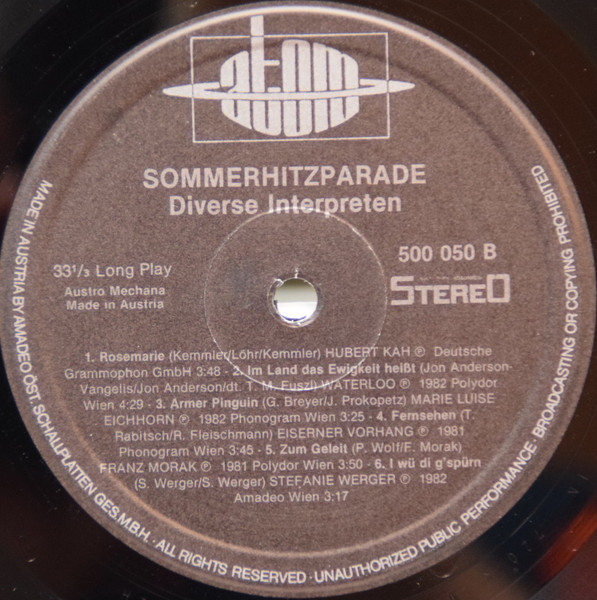 atom
SOMMERHITZPARADE
Diverse Interpreten
33 1/3 Long Play
Austro Mechana
Made in Austria
500 050 B
STEREO
1. Rosemarie (Kemmler/Löhr/Kemmler) HUBERT KAH ℗ Deutsche
Grammophon GmbH 3:48 - 2. Im Land das Ewigkeit heißt (Jon Anderson-
Vangelis/Jon Anderson/dt. T. M. Fuszl) WATERLOO ℗ 1982 Polydor
Wien 4:29 - 3. Armer Pinguin (G. Breyer/J. Prokopetz) MARIE LUISE
EICHHORN ℗ 1982 Phonogram Wien 3:25 - 4. Fernsehen (T.
Rabitsch/R. Fleischmann) EISERNER VORHANG ℗ 1981
Phonogram Wien 3:45 - 5. Zum Geleit (P. Wolf/F. Morak)
FRANZ MORAK ℗ 1981 Polydor Wien 3:50 - 6. I wü di g'spürn
(S. Werger/S. Werger) STEFANIE WERGER ℗ 1982
Amadeo Wien 3:17
MADE IN AUSTRIA BY AMADEO ÖST. SCHALLPLATTEN GES.M.B.H. · ALL RIGHTS RESERVED · UNAUTHORIZED PUBLIC PERFORMANCE · BROADCASTING OR COPYING PROHIBITED